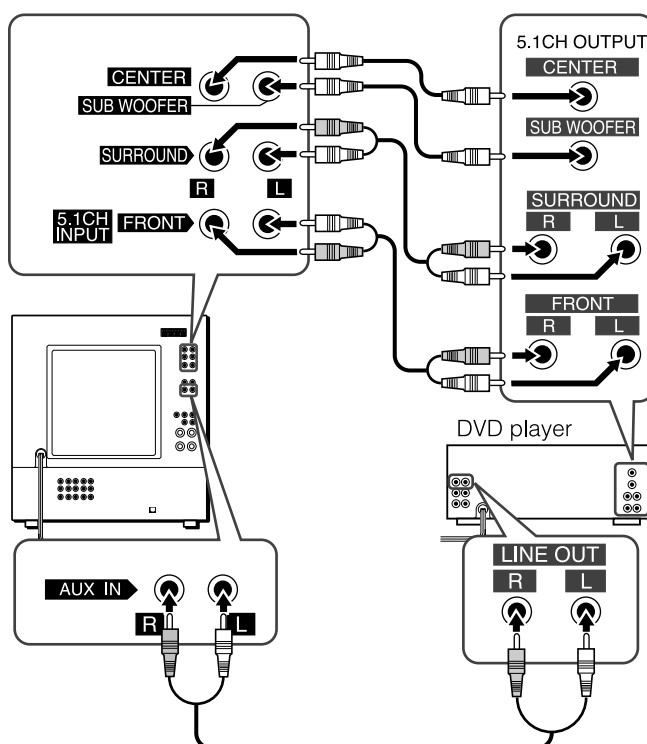 CENTER
SUB WOOFER
SURROUND
R L
5.1CH INPUT FRONT
5.1CH OUTPUT
CENTER
SUB WOOFER
SURROUND
R L
FRONT
R L
DVD player
AUX IN
R L
LINE OUT
R L